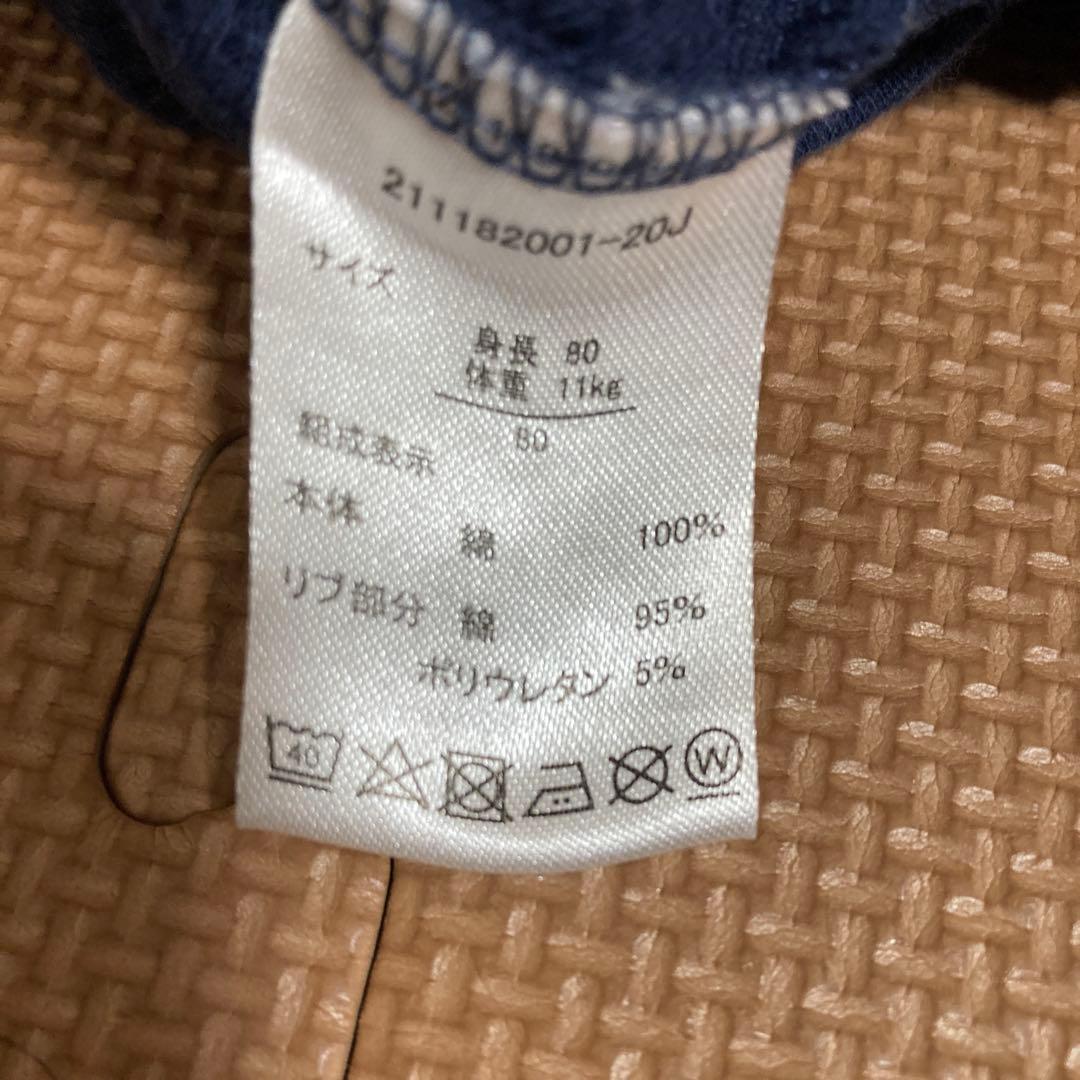 211182001-20J
サイズ
身長 80
体重 11kg
80
組成表示
本体 綿 100%
リブ部分 綿 95%
ポリウレタン 5%
40 W